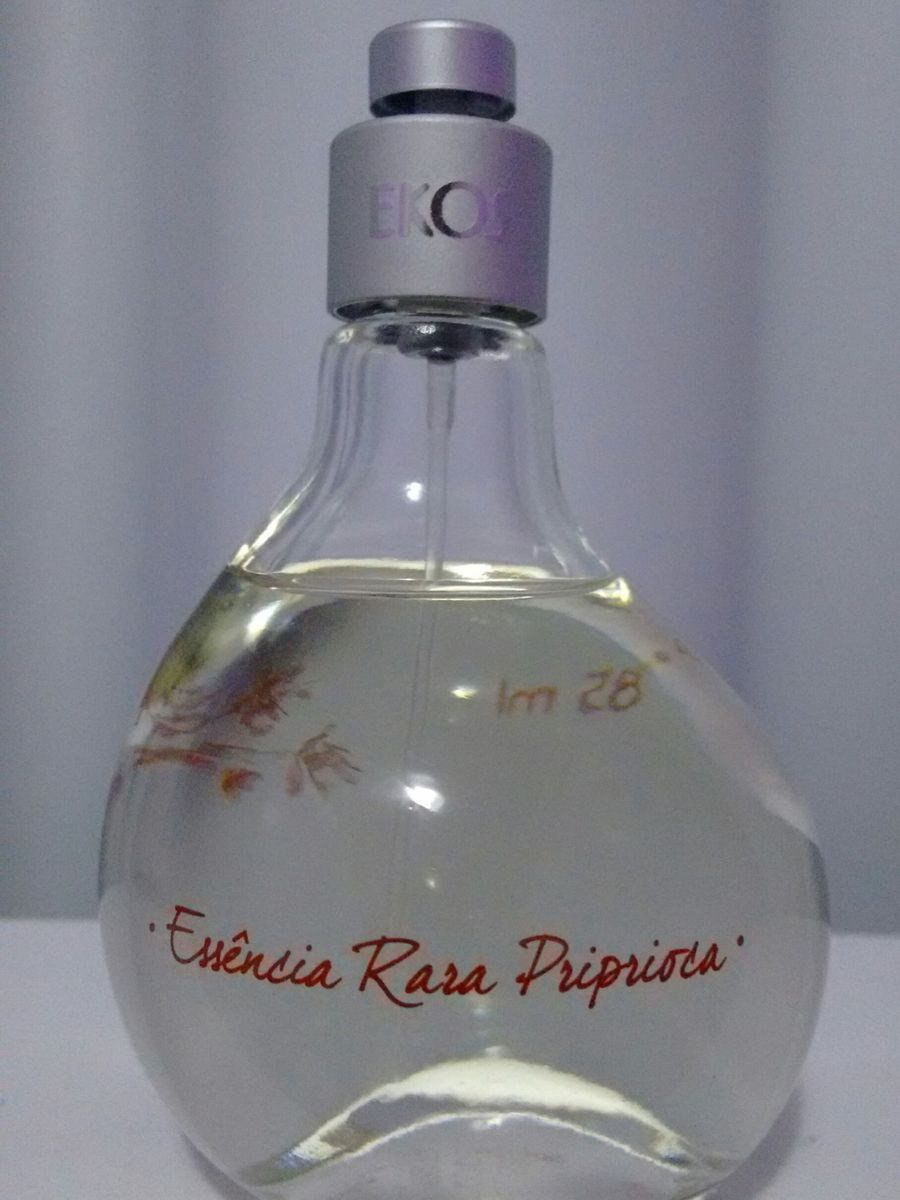 EKOS
lm 28
·Essência Rara Priprioca·